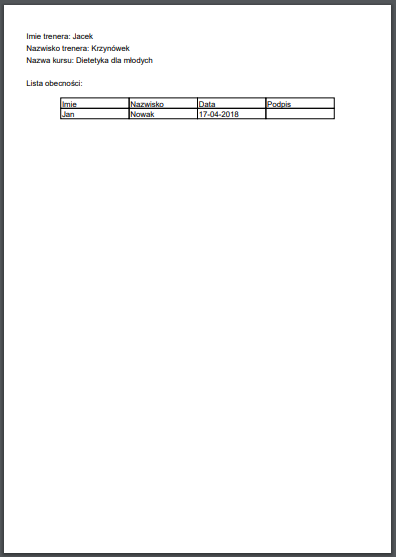 Imie trenera: Jacek
Nazwisko trenera: Krzynówek
Nazwa kursu: Dietetyka dla młodych
Lista obecności:
Imie Nazwisko Data Podpis
Jan Nowak 17-04-2018